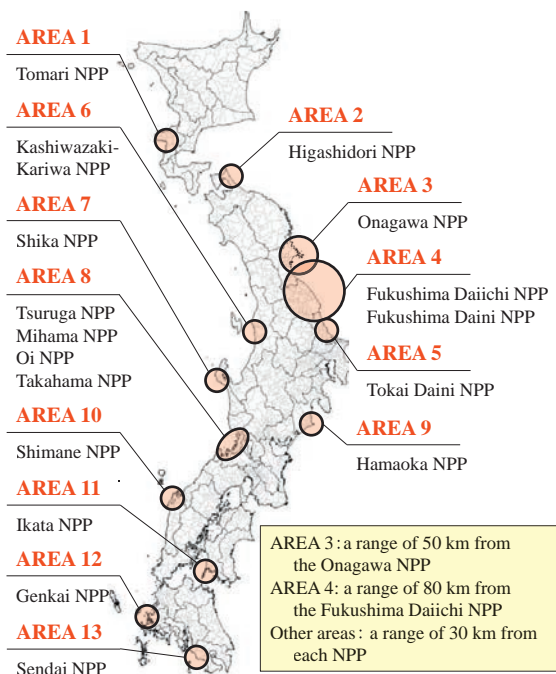 AREA 1
Tomari NPP
AREA 6
Kashiwazaki-
Kariwa NPP
AREA 7
Shika NPP
AREA 8
Tsuruga NPP
Mihama NPP
Oi NPP
Takahama NPP
AREA 10
Shimane NPP
AREA 11
Ikata NPP
AREA 12
Genkai NPP
AREA 13
Sendai NPP
AREA 2
Higashidori NPP
AREA 3
Onagawa NPP
AREA 4
Fukushima Daiichi NPP
Fukushima Daini NPP
AREA 5
Tokai Daini NPP
AREA 9
Hamaoka NPP
AREA 3: a range of 50 km from
the Onagawa NPP
AREA 4: a range of 80 km from
the Fukushima Daiichi NPP
Other areas: a range of 30 km from
each NPP